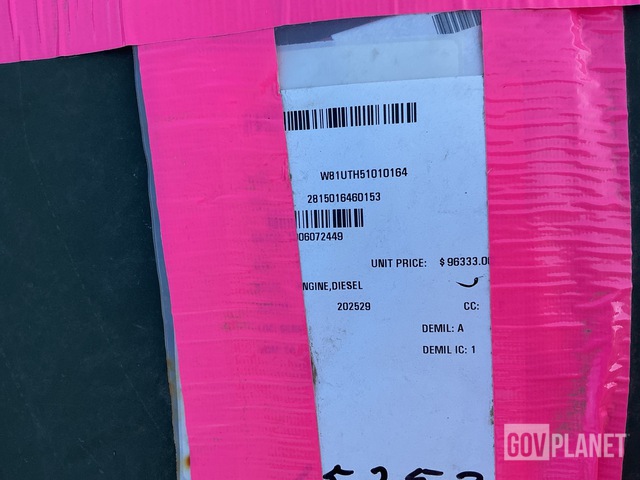 W81UTH51010164
2815016460153
06072449
UNIT PRICE: $ 96333.0
NGINE,DIESEL
202529 CC:
DEMIL: A
DEMIL IC: 1
GOVPLANET